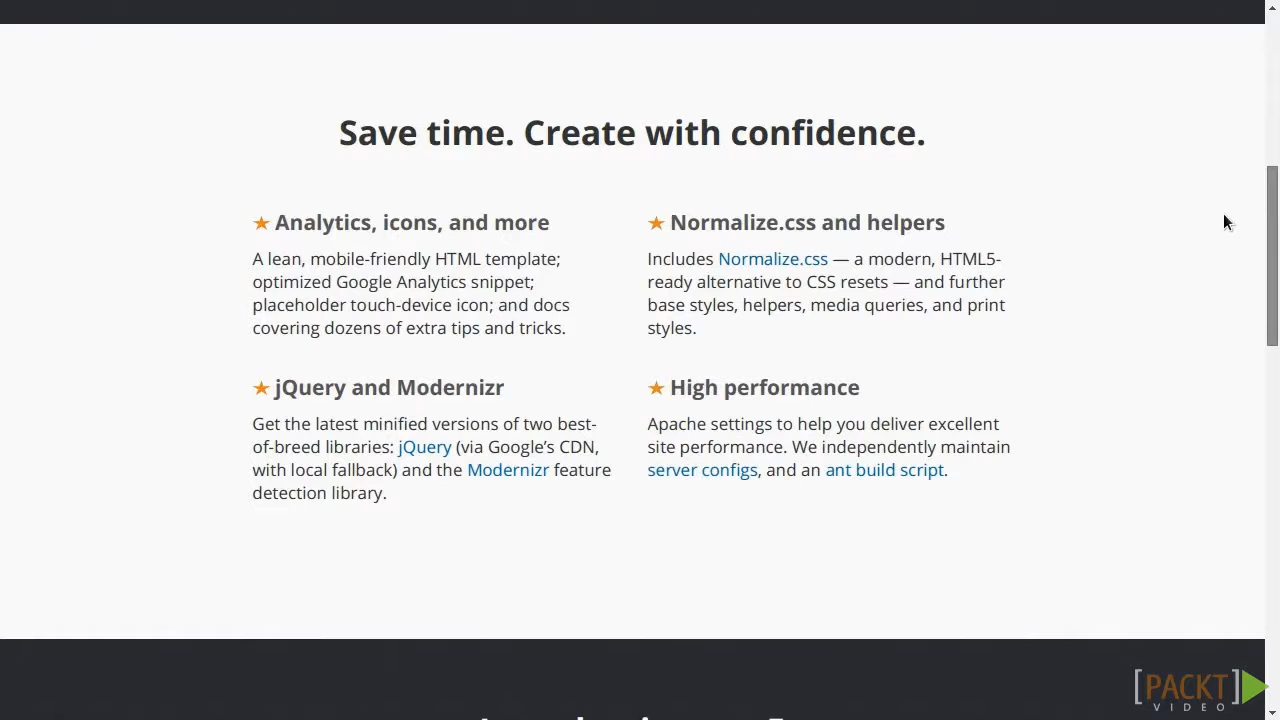 Save time. Create with confidence.
★ Analytics, icons, and more
A lean, mobile-friendly HTML template;
optimized Google Analytics snippet;
placeholder touch-device icon; and docs
covering dozens of extra tips and tricks.
★ Normalize.css and helpers
Includes Normalize.css — a modern, HTML5-
ready alternative to CSS resets — and further
base styles, helpers, media queries, and print
styles.
★ jQuery and Modernizr
Get the latest minified versions of two best-
of-breed libraries: jQuery (via Google’s CDN,
with local fallback) and the Modernizr feature
detection library.
★ High performance
Apache settings to help you deliver excellent
site performance. We independently maintain
server configs, and an ant build script.
[PACKT]
VIDEO